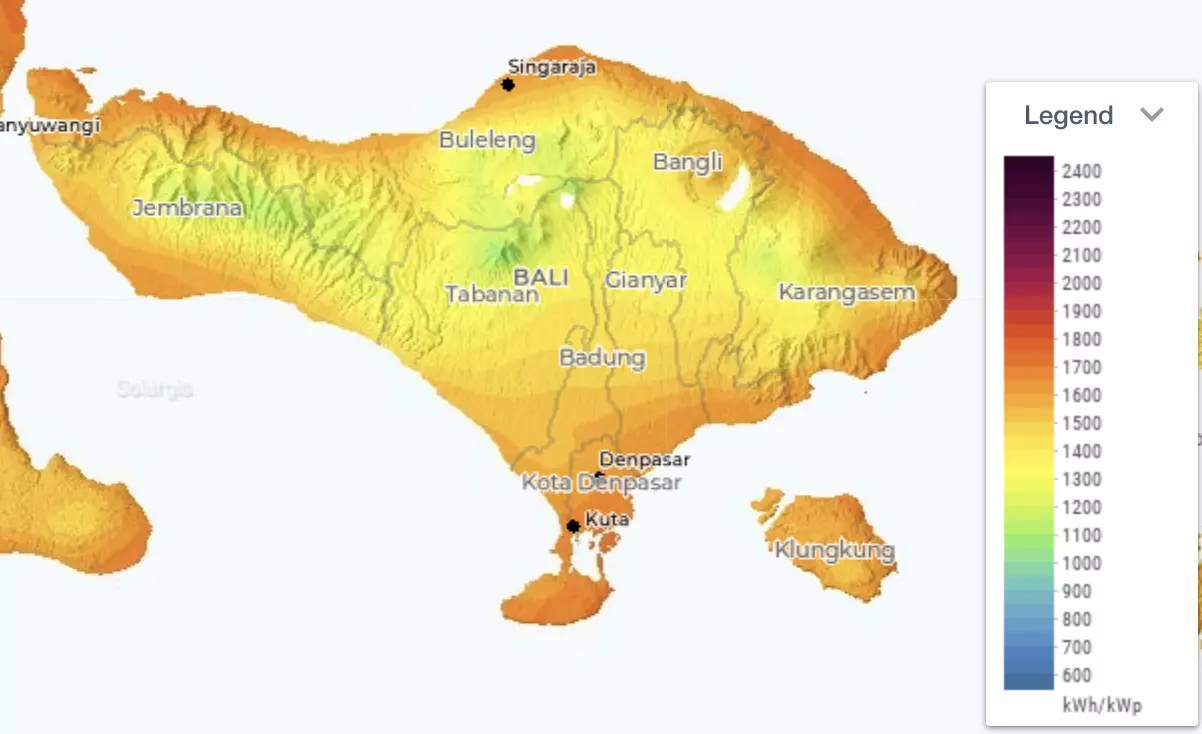 Singaraja
anyuwangi
Buleleng
Bangli
Jembrana
BALI
Gianyar
Tabanan
Karangasem
Badung
Solargis
Denpasar
Kota Denpasar
Kuta
Klungkung
Legend
2400
2300
2200
2100
2000
1900
1800
1700
1600
1500
1400
1300
1200
1100
1000
900
800
700
600
kWh/kWp